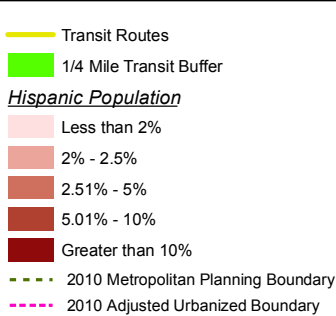 Transit Routes
1/4 Mile Transit Buffer
Hispanic Population
Less than 2%
2% - 2.5%
2.51% - 5%
5.01% - 10%
Greater than 10%
2010 Metropolitan Planning Boundary
2010 Adjusted Urbanized Boundary